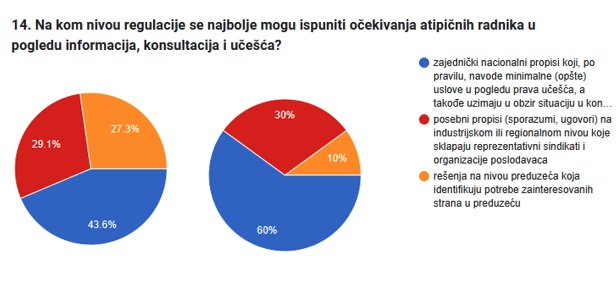 14. Na kom nivou regulacije se najbolje mogu ispuniti očekivanja atipičnih radnika u
pogledu informacija, konsultacija i učešća?
27.3%
29.1%
43.6%
30%
10%
60%
zajednički nacionalni propisi koji, po
pravilu, navode minimalne (opšte)
uslove u pogledu prava učešća, a
takođe uzimaju u obzir situaciju u kon…
posebni propisi (sporazumi, ugovori) na
industrijskom ili regionalnom nivou koje
sklapaju reprezentativni sindikati i
organizacije poslodavaca
rešenja na nivou preduzeća koja
identifikuju potrebe zainteresovanih
strana u preduzeću